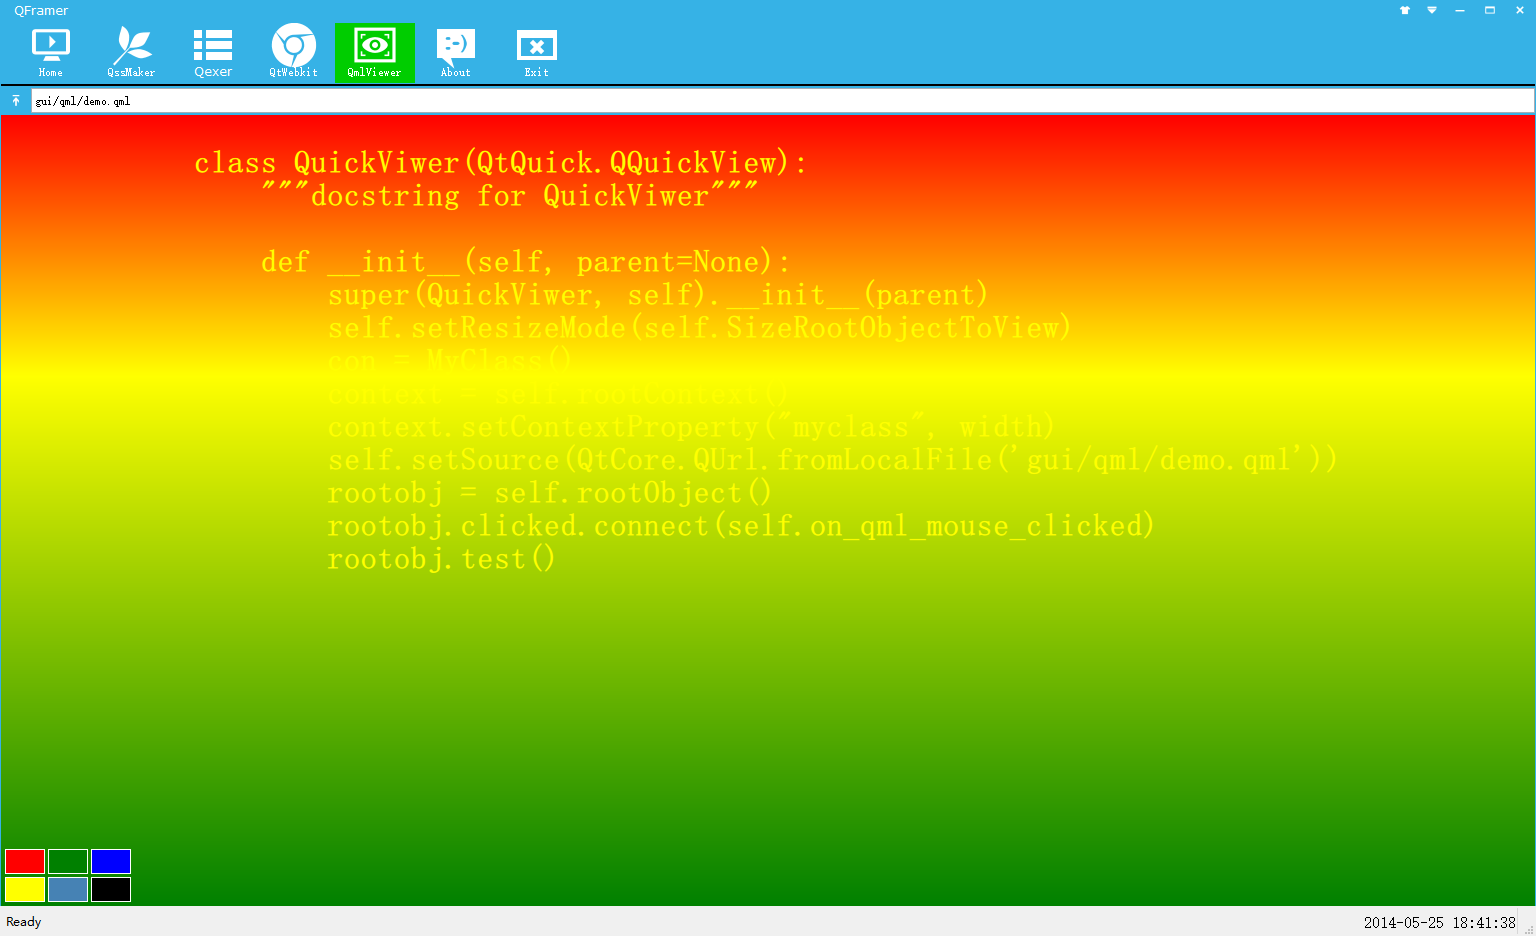 QFramer
Home QssMaker Qexer QtWebkit QmlViewer About Exit
gui/qml/demo.qml
class QuickViwer(QtQuick.QQuickView):
"""docstring for QuickViwer"""
def __init__(self, parent=None):
super(QuickViwer, self).__init__(parent)
self.setResizeMode(self.SizeRootObjectToView)
con = MyClass()
context = self.rootContext()
context.setContextProperty("myclass", width)
self.setSource(QtCore.QUrl.fromLocalFile('gui/qml/demo.qml'))
rootobj = self.rootObject()
rootobj.clicked.connect(self.on_qml_mouse_clicked)
rootobj.test()
Ready 2014-05-25 18:41:38